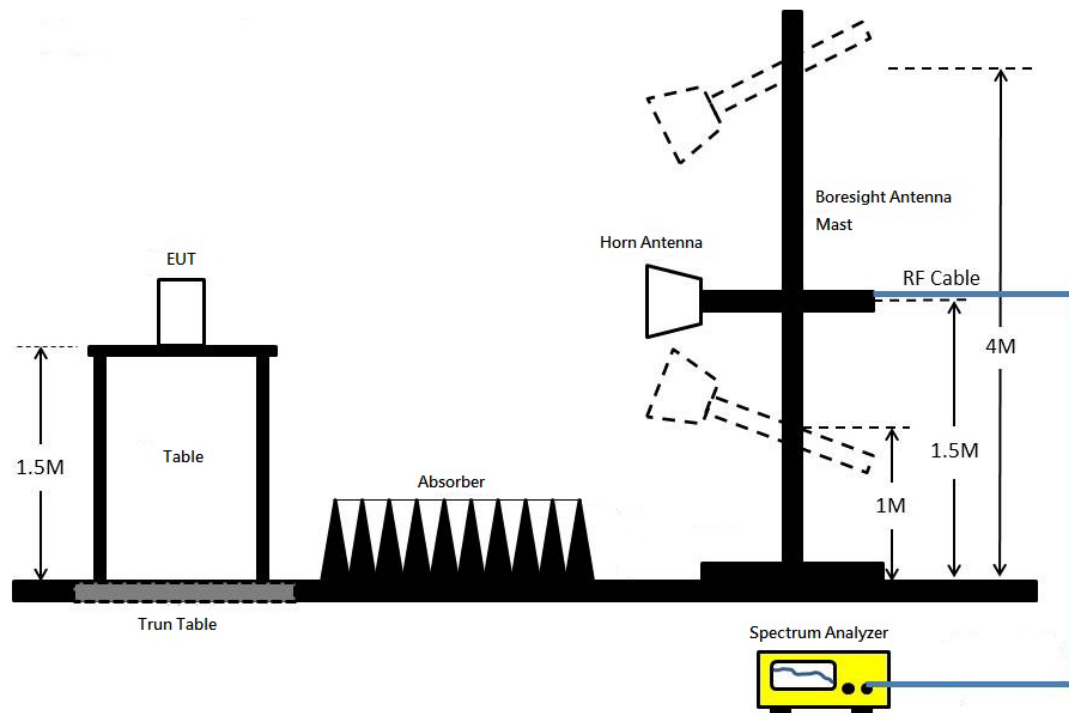 Boresight Antenna
Mast
Horn Antenna
EUT
RF Cable
4M
1.5M
Table
1.5M
Absorber
1M
Trun Table
Spectrum Analyzer